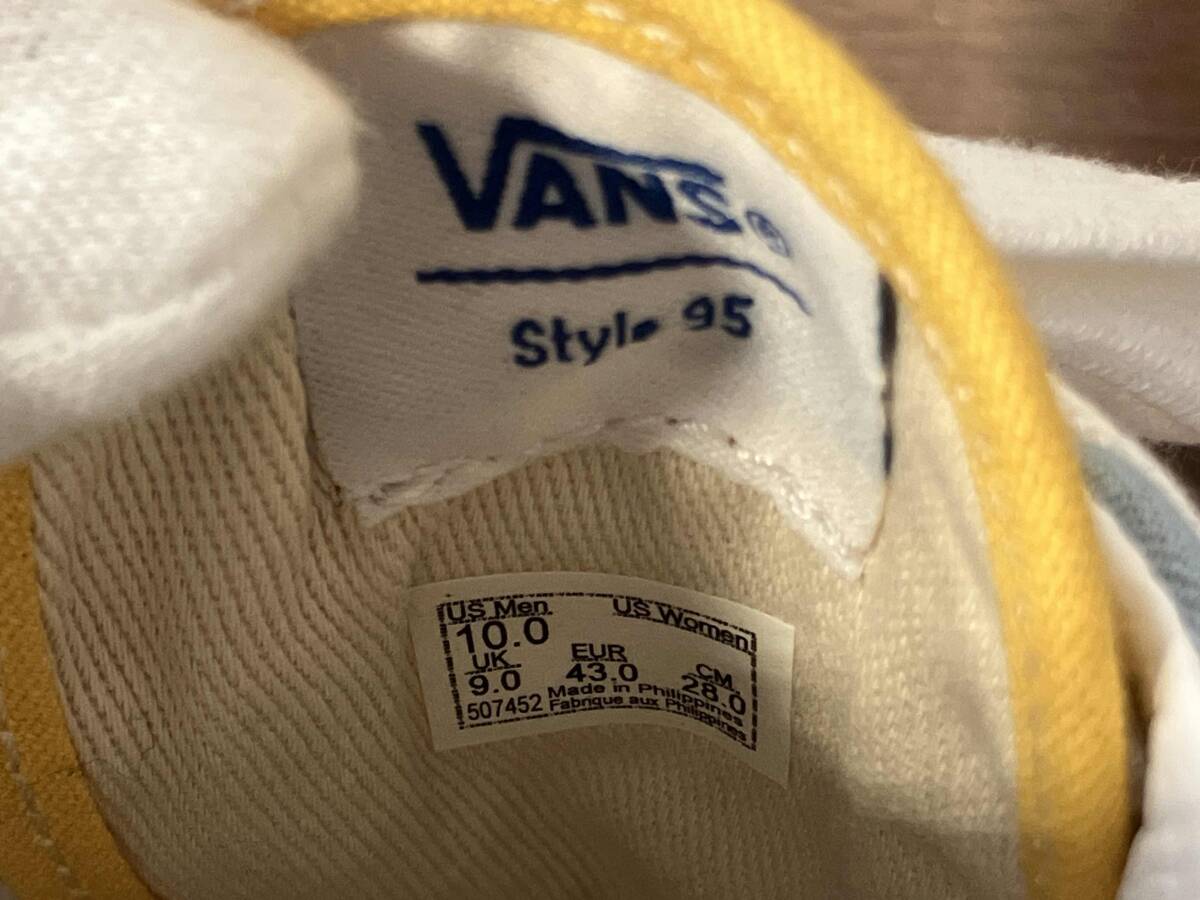 VANS®
Style 95
US Men US Women
10.0
UK EUR CM
9.0 43.0 28.0
507452 Made in Philippines
Fabrique aux Philippines